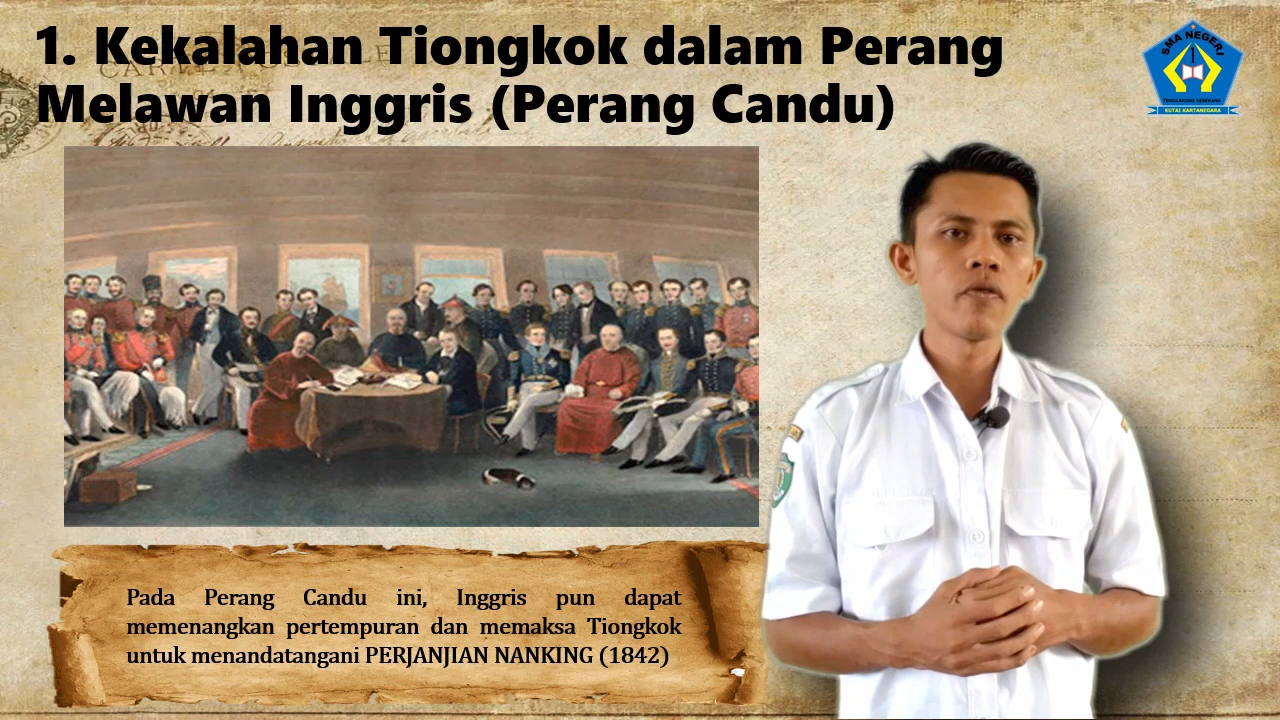 1. Kekalahan Tiongkok dalam Perang
Melawan Inggris (Perang Candu)
SMA NEGERI
KUTAI KARTANEGARA
Pada Perang Candu ini, Inggris pun dapat
memenangkan pertempuran dan memaksa Tiongkok
untuk menandatangani PERJANJIAN NANKING (1842)